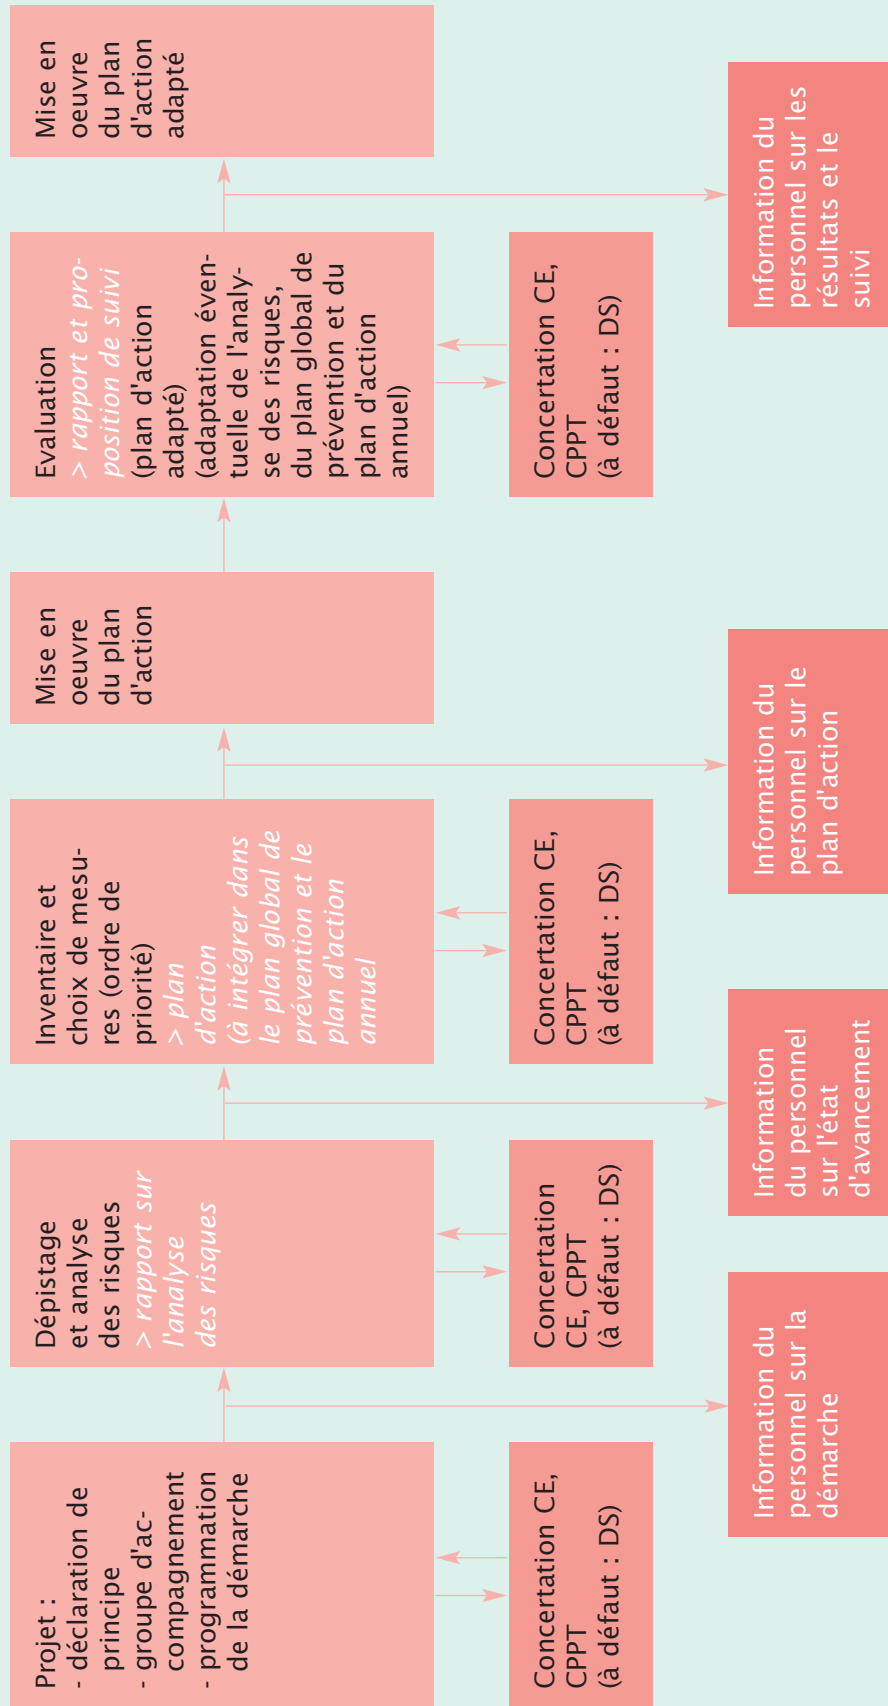 Projet :
- déclaration de
principe
- groupe d'ac-
compagnement
- programmation
de la démarche
Dépistage
et analyse
des risques
> rapport sur
l'analyse
des risques
Inventaire et
choix de mesu-
res (ordre de
priorité)
> plan
d'action
(à intégrer dans
le plan global de
prévention et le
plan d'action
annuel
Mise en
oeuvre
du plan
d'action
Evaluation
> rapport et pro-
position de suivi
(plan d'action
adapté)
(adaptation éven-
tuelle de l'analy-
se des risques,
du plan global de
prévention et du
plan d'action
annuel)
Mise en
oeuvre
du plan
d'action
adapté
Concertation CE,
CPPT
(à défaut : DS)
Concertation
CE, CPPT
(à défaut : DS)
Concertation CE,
CPPT
(à défaut : DS)
Concertation CE,
CPPT
(à défaut : DS)
Information du
personnel sur la
démarche
Information
du personnel
sur l'état
d'avancement
Information du
personnel sur le
plan d'action
Information du
personnel sur les
résultats et le
suivi